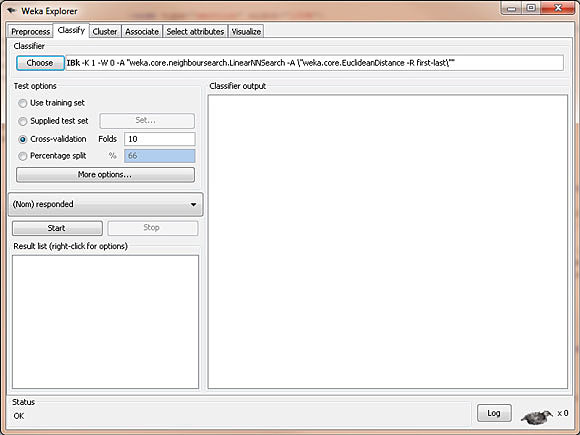 Weka Explorer
Preprocess Classify Cluster Associate Select attributes Visualize
Classifier
Choose IBk -K 1 -W 0 -A "weka.core.neighboursearch.LinearNNSearch -A \"weka.core.EuclideanDistance -R first-last\""
Test options
Use training set
Supplied test set Set...
Cross-validation Folds 10
Percentage split % 66
More options...
(Nom) responded
Start Stop
Result list (right-click for options)
Classifier output
Status
OK
Log x 0